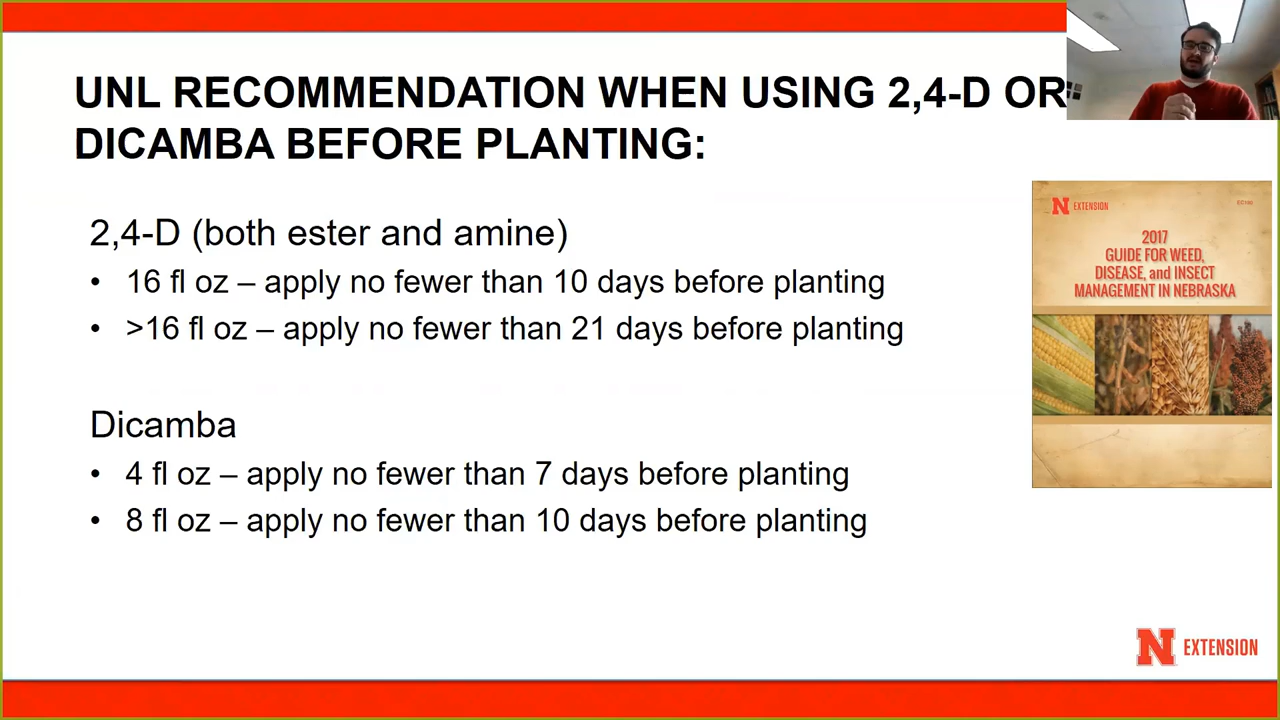 UNL RECOMMENDATION WHEN USING 2,4-D OR
DICAMBA BEFORE PLANTING:
2,4-D (both ester and amine)
• 16 fl oz – apply no fewer than 10 days before planting
• >16 fl oz – apply no fewer than 21 days before planting
Dicamba
• 4 fl oz – apply no fewer than 7 days before planting
• 8 fl oz – apply no fewer than 10 days before planting
N EXTENSION
2017
GUIDE FOR WEED,
DISEASE, and INSECT
MANAGEMENT IN NEBRASKA
N EXTENSION